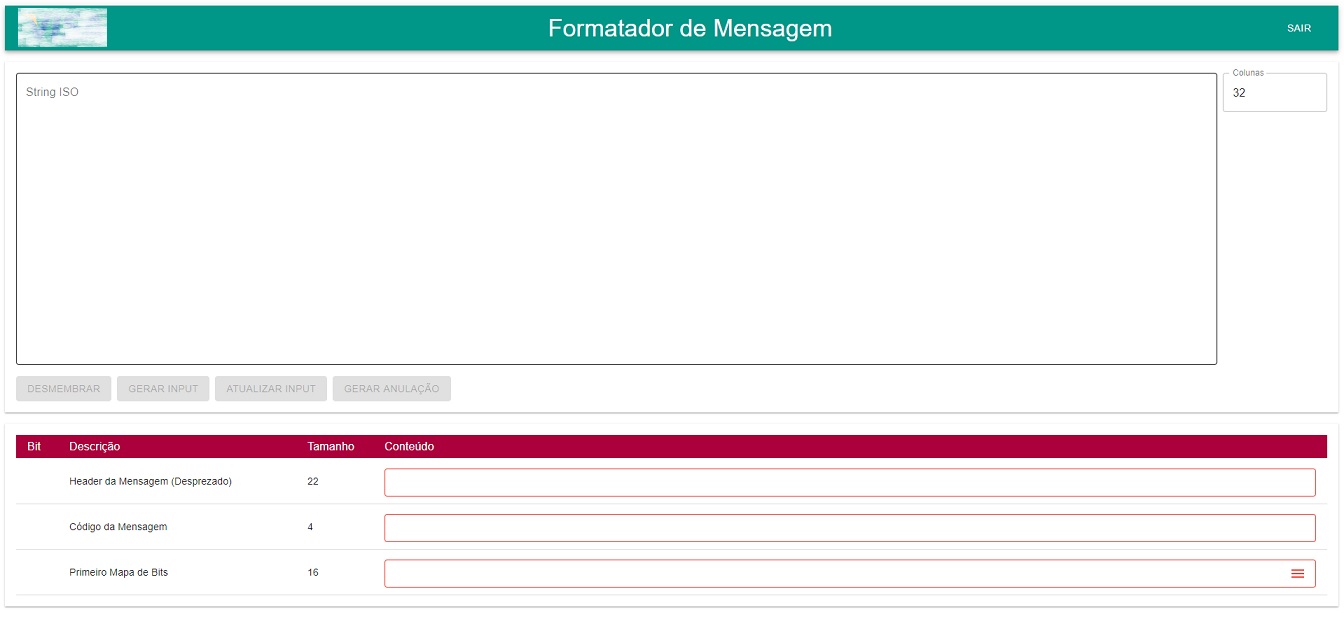 Formatador de Mensagem
SAIR
String ISO
Colunas
32
DESMEMBRAR GERAR INPUT ATUALIZAR INPUT GERAR ANULAÇÃO
Bit Descrição Tamanho Conteúdo
Header da Mensagem (Desprezado) 22
Código da Mensagem 4
Primeiro Mapa de Bits 16